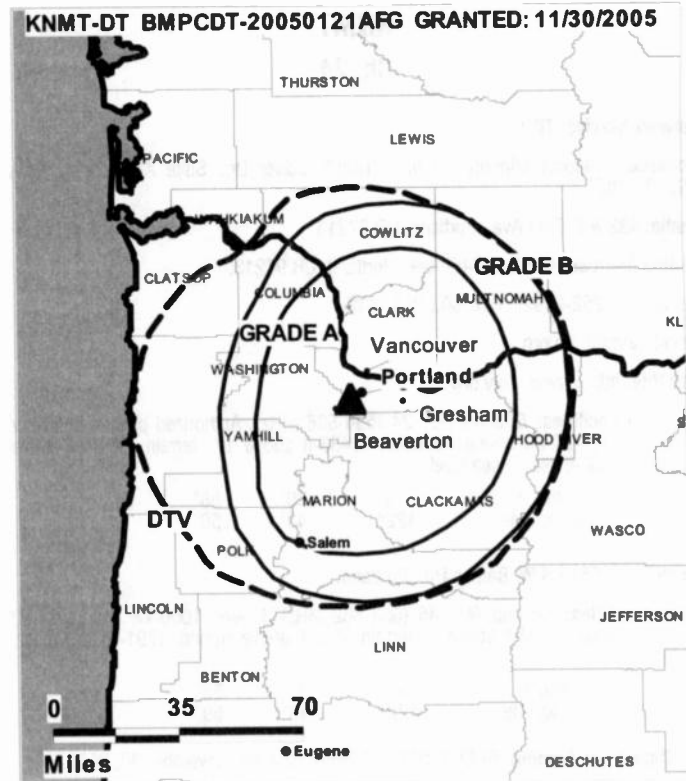 KNMT-DT BMPCDT-20050121AFG GRANTED: 11/30/2005
THURSTON
LEWIS
PACIFIC
WAHKIAKUM
COWLITZ
GRADE B
CLATSOP
COLUMBIA
MULTNOMAH
CLARK
KL
GRADE A
Vancouver
WASHINGTON
Portland
Gresham
YAMHILL
Beaverton
HOOD RIVER
MARION
CLACKAMAS
DTV
Salem
WASCO
POLK
LINCOLN
JEFFERSON
LINN
BENTON
0 35 70
Miles
Eugene
DESCHUTES